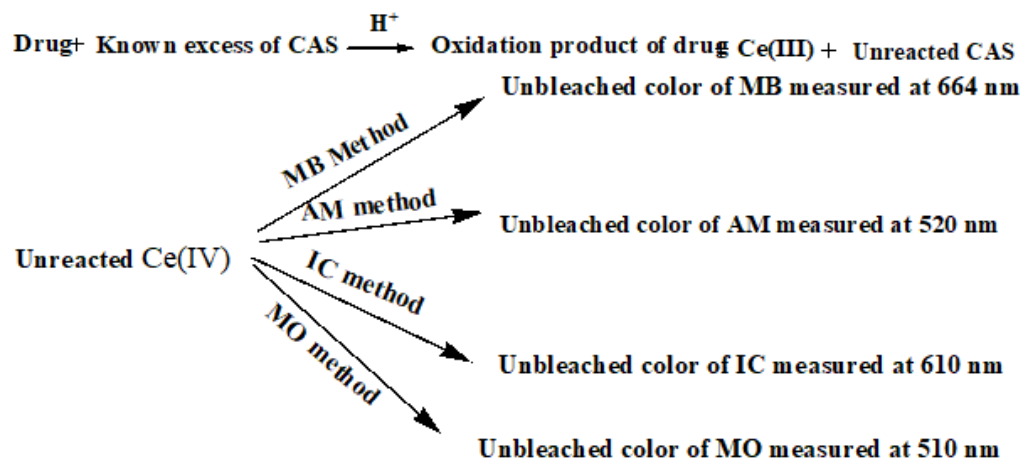 H+
Drug+ Known excess of CAS Oxidation product of drug Ce(III) + Unreacted CAS
Unbleached color of MB measured at 664 nm
MB Method
AM method
Unbleached color of AM measured at 520 nm
Unreacted Ce(IV)
IC method
MO method
Unbleached color of IC measured at 610 nm
Unbleached color of MO measured at 510 nm